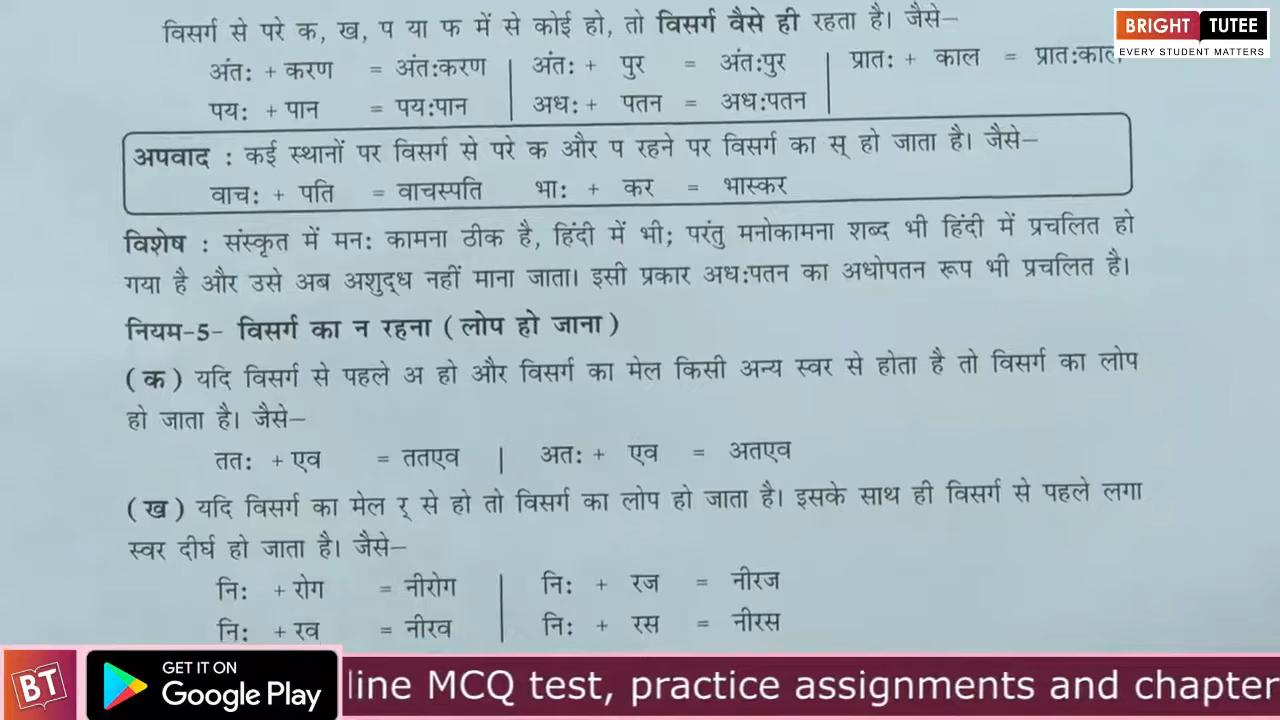 विसर्ग से परे क, ख, प या फ में से कोई हो, तो विसर्ग वैसे ही रहता है। जैसे–
BRIGHT TUTEE
EVERY STUDENT MATTERS
अंतः + करण = अंतःकरण | अंतः + पुर = अंतःपुर | प्रातः + काल = प्रातःकाल
पयः + पान = पयःपान | अधः + पतन = अधःपतन |
अपवाद : कई स्थानों पर विसर्ग से परे क और प रहने पर विसर्ग का स् हो जाता है। जैसे–
वाचः + पति = वाचस्पति भाः + कर = भास्कर
विशेष : संस्कृत में मनः कामना ठीक है, हिंदी में भी; परंतु मनोकामना शब्द भी हिंदी में प्रचलित हो
गया है और उसे अब अशुद्ध नहीं माना जाता। इसी प्रकार अधःपतन का अधोपतन रूप भी प्रचलित है।
नियम-5- विसर्ग का न रहना (लोप हो जाना)
(क) यदि विसर्ग से पहले अ हो और विसर्ग का मेल किसी अन्य स्वर से होता है तो विसर्ग का लोप
हो जाता है। जैसे–
ततः + एव = ततएव | अतः + एव = अतएव
(ख) यदि विसर्ग का मेल र् से हो तो विसर्ग का लोप हो जाता है। इसके साथ ही विसर्ग से पहले लगा
स्वर दीर्घ हो जाता है। जैसे–
निः + रोग = नीरोग | निः + रज = नीरज
निः + रव = नीरव | निः + रस = नीरस
BT
GET IT ON
Google Play
line MCQ test, practice assignments and chapter